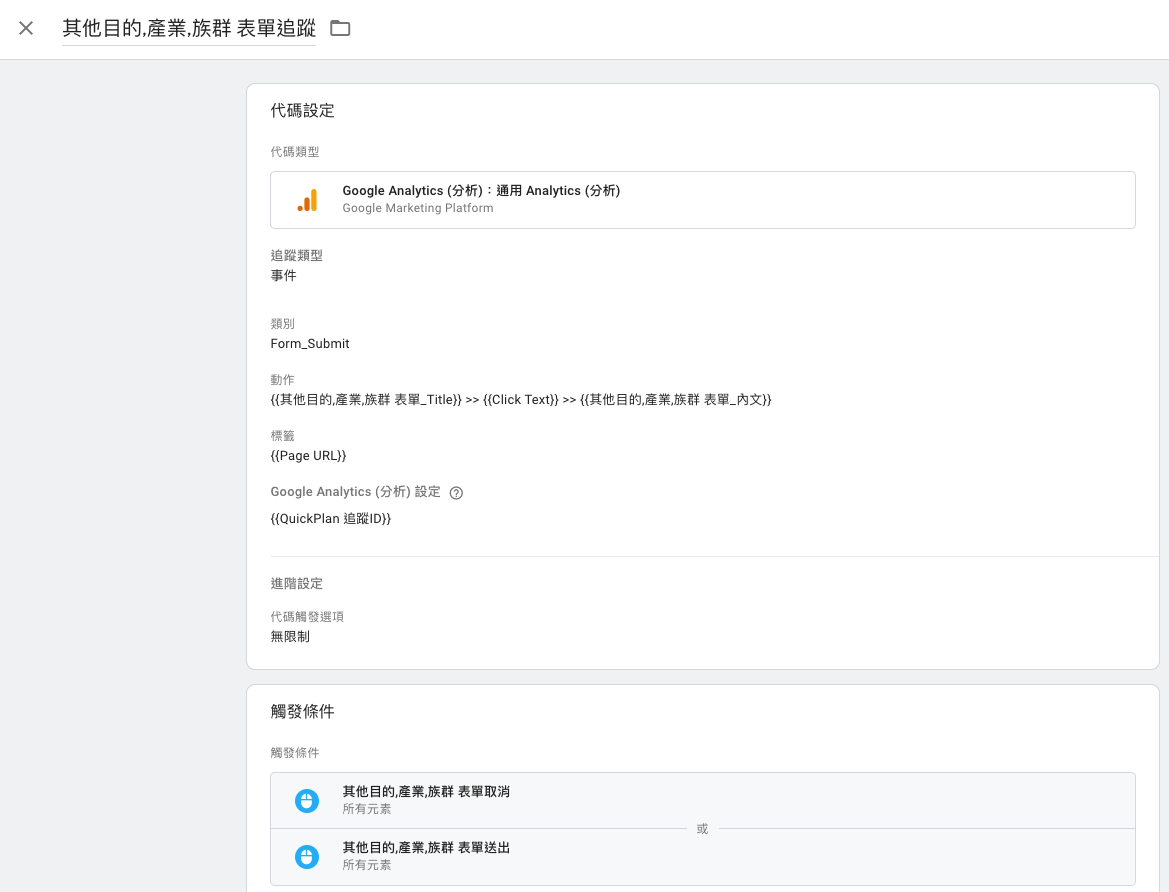 其他目的,產業,族群 表單追蹤
代碼設定
代碼類型
Google Analytics (分析)：通用 Analytics (分析)
Google Marketing Platform
追蹤類型
事件
類別
Form_Submit
動作
{{其他目的,產業,族群 表單_Title}} >> {{Click Text}} >> {{其他目的,產業,族群 表單_內文}}
標籤
{{Page URL}}
Google Analytics (分析) 設定
{{QuickPlan 追蹤ID}}
進階設定
代碼觸發選項
無限制
觸發條件
觸發條件
其他目的,產業,族群 表單取消
所有元素
或
其他目的,產業,族群 表單送出
所有元素